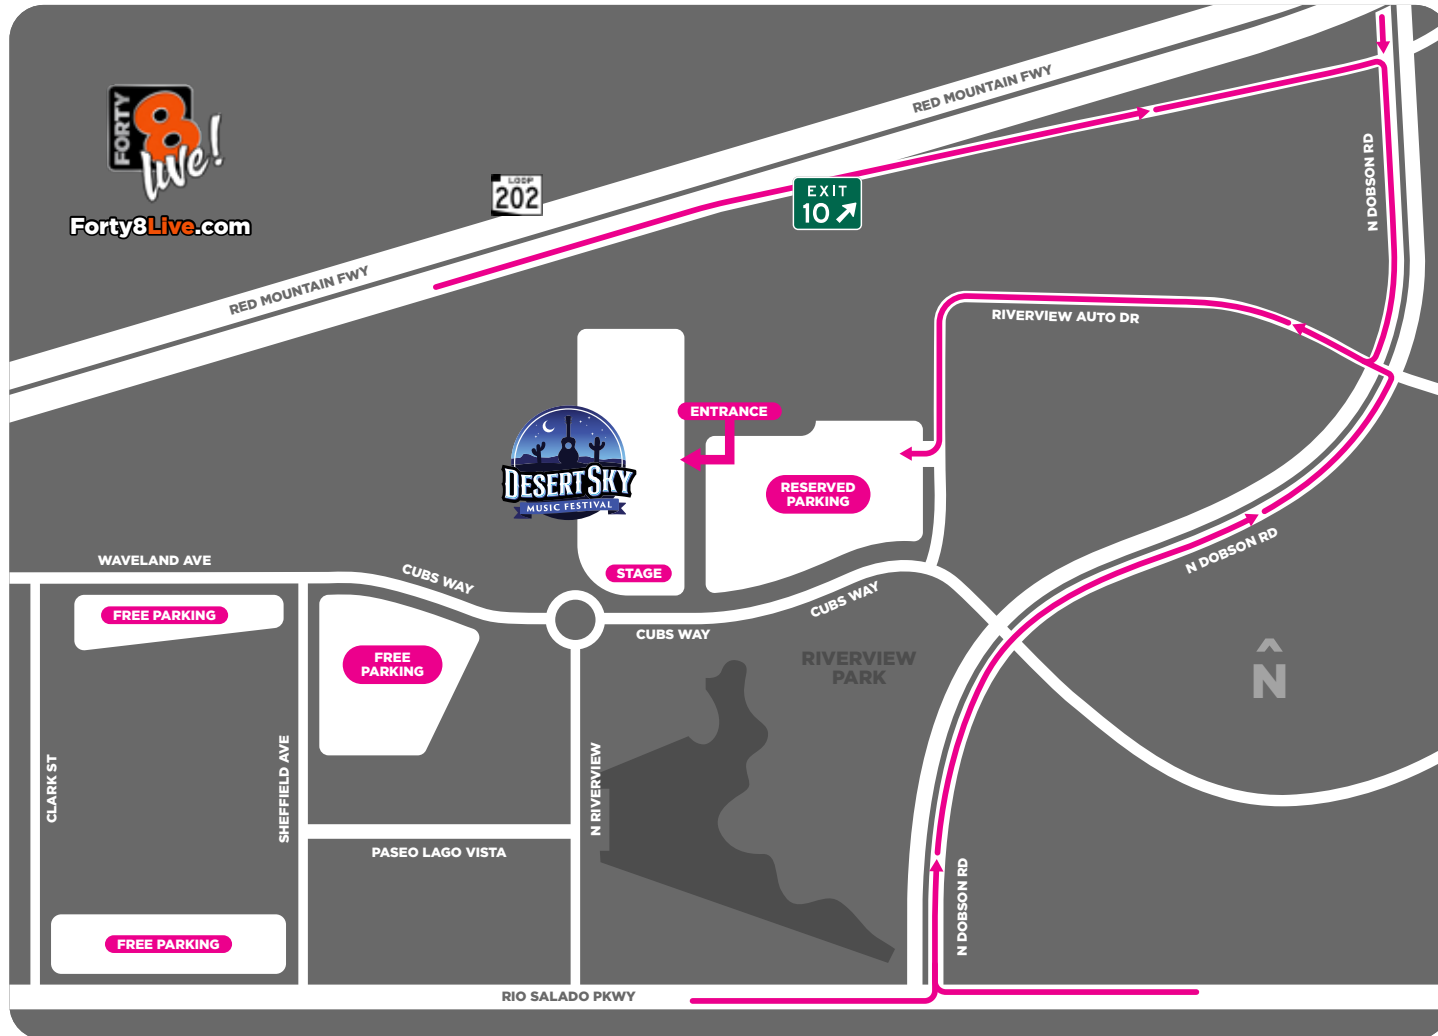 RED MOUNTAIN FWY
FORTY
8
live!
Forty8Live.com
LOOP
202
EXIT
10
N DOBSON RD
RED MOUNTAIN FWY
RIVERVIEW AUTO DR
ENTRANCE
DESERT SKY
MUSIC FESTIVAL
RESERVED
PARKING
STAGE
WAVELAND AVE
CUBS WAY
CUBS WAY
CUBS WAY
N DOBSON RD
FREE PARKING
FREE
PARKING
RIVERVIEW
PARK
N
CLARK ST
SHEFFIELD AVE
N RIVERVIEW
PASEO LAGO VISTA
N DOBSON RD
FREE PARKING
RIO SALADO PKWY